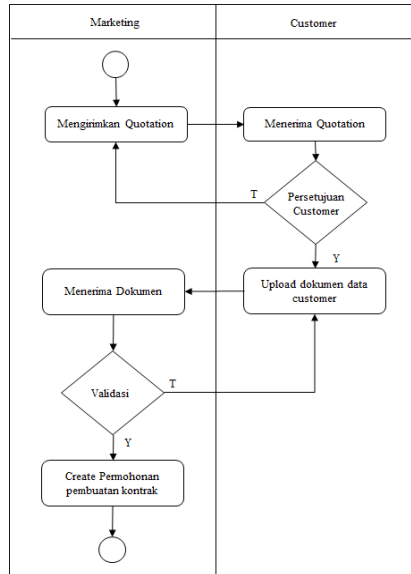 Marketing
Customer
Mengirimkan Quotation
Menerima Quotation
T
Persetujuan
Customer
Y
Menerima Dokumen
Upload dokumen data
customer
Validasi
T
Y
Create Permohonan
pembuatan kontrak